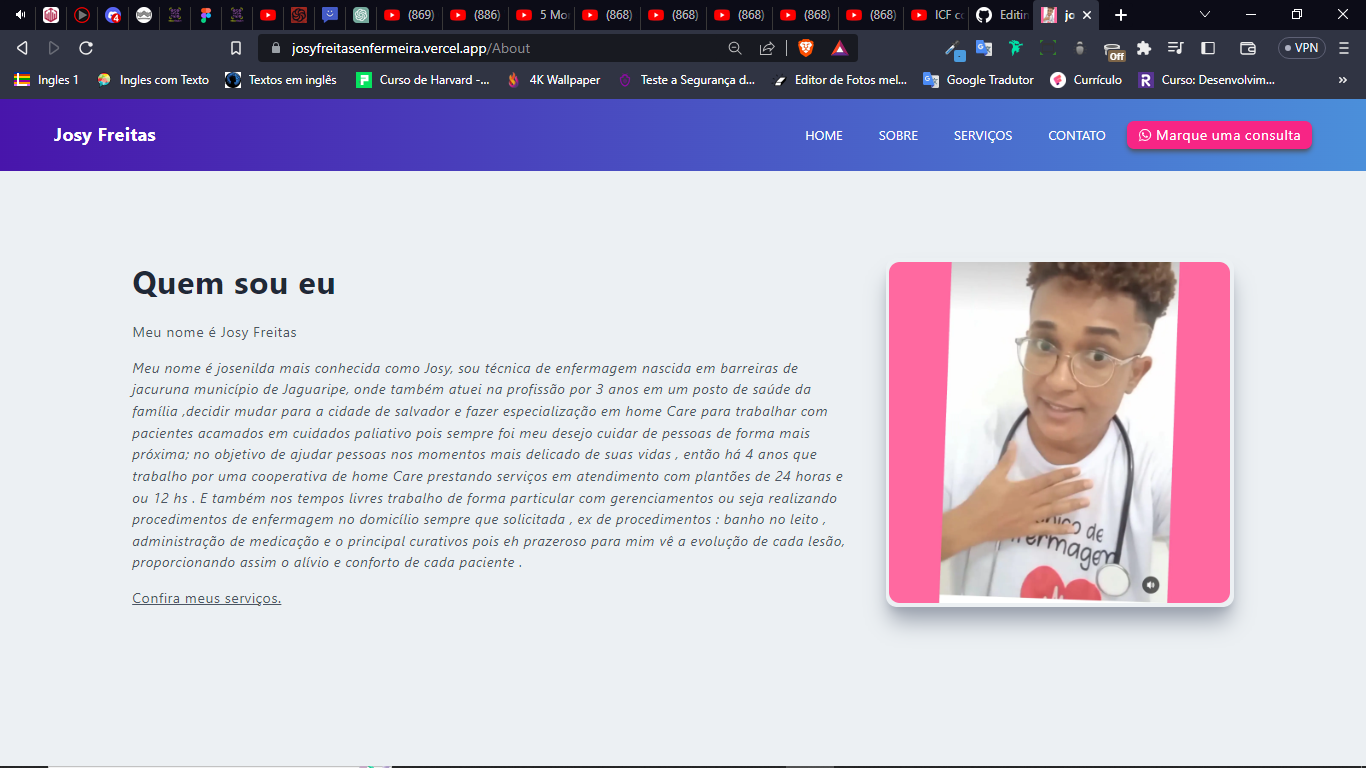 (869)
(886)
5 Mo
(868)
(868)
(868)
(868)
(868)
ICF c
Editin
jo
josyfreitasenfermeira.vercel.app/About
Off
VPN
Ingles 1
Ingles com Texto
Textos em inglês
Curso de Harvard -...
4K Wallpaper
Teste a Segurança d...
Editor de Fotos mel...
Google Tradutor
Currículo
Curso: Desenvolvim...
Josy Freitas
HOME
SOBRE
SERVIÇOS
CONTATO
Marque uma consulta
Quem sou eu
Meu nome é Josy Freitas
Meu nome é josenilda mais conhecida como Josy, sou técnica de enfermagem nascida em barreiras de
jacuruna município de Jaguaripe, onde também atuei na profissão por 3 anos em um posto de saúde da
família ,decidir mudar para a cidade de salvador e fazer especialização em home Care para trabalhar com
pacientes acamados em cuidados paliativo pois sempre foi meu desejo cuidar de pessoas de forma mais
próxima; no objetivo de ajudar pessoas nos momentos mais delicado de suas vidas , então há 4 anos que
trabalho por uma cooperativa de home Care prestando serviços em atendimento com plantões de 24 horas e
ou 12 hs . E também nos tempos livres trabalho de forma particular com gerenciamentos ou seja realizando
procedimentos de enfermagem no domicílio sempre que solicitada , ex de procedimentos : banho no leito ,
administração de medicação e o principal curativos pois eh prazeroso para mim vê a evolução de cada lesão,
proporcionando assim o alívio e conforto de cada paciente .
Confira meus serviços.
nico de
fermagem